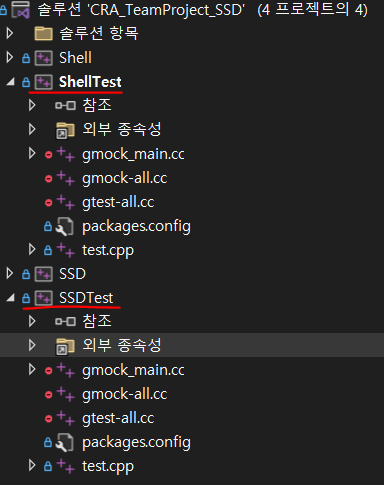 솔루션 'CRA_TeamProject_SSD' (4 프로젝트의 4)
솔루션 항목
Shell
ShellTest
참조
외부 종속성
gmock_main.cc
gmock-all.cc
gtest-all.cc
packages.config
test.cpp
SSD
SSDTest
참조
외부 종속성
gmock_main.cc
gmock-all.cc
gtest-all.cc
packages.config
test.cpp